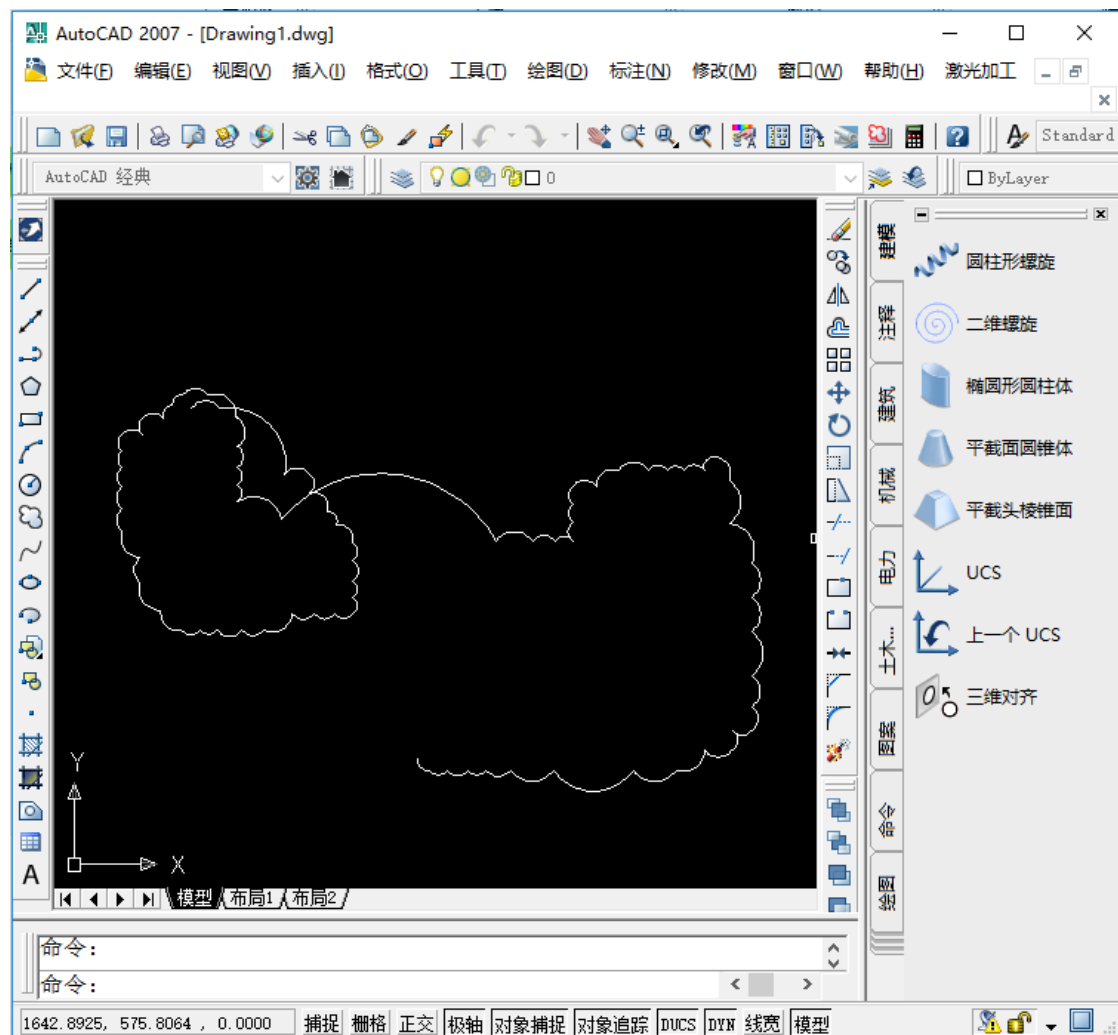 AutoCAD 2007 - [Drawing1.dwg]
文件(F) 编辑(E) 视图(V) 插入(I) 格式(O) 工具(T) 绘图(D) 标注(N) 修改(M) 窗口(W) 帮助(H) 激光加工
Standard
AutoCAD 经典
0
ByLayer
建模
注释
建筑
机械
电力
土木...
图案
命令
绘图
圆柱形螺旋
二维螺旋
椭圆形圆柱体
平截面圆锥体
平截头棱锥面
UCS
上一个 UCS
三维对齐
A
Y
X
模型 布局1 布局2
命令:
命令:
1642.8925, 575.8064 , 0.0000 捕捉 栅格 正交 极轴 对象捕捉 对象追踪 DUCS DYN 线宽 模型